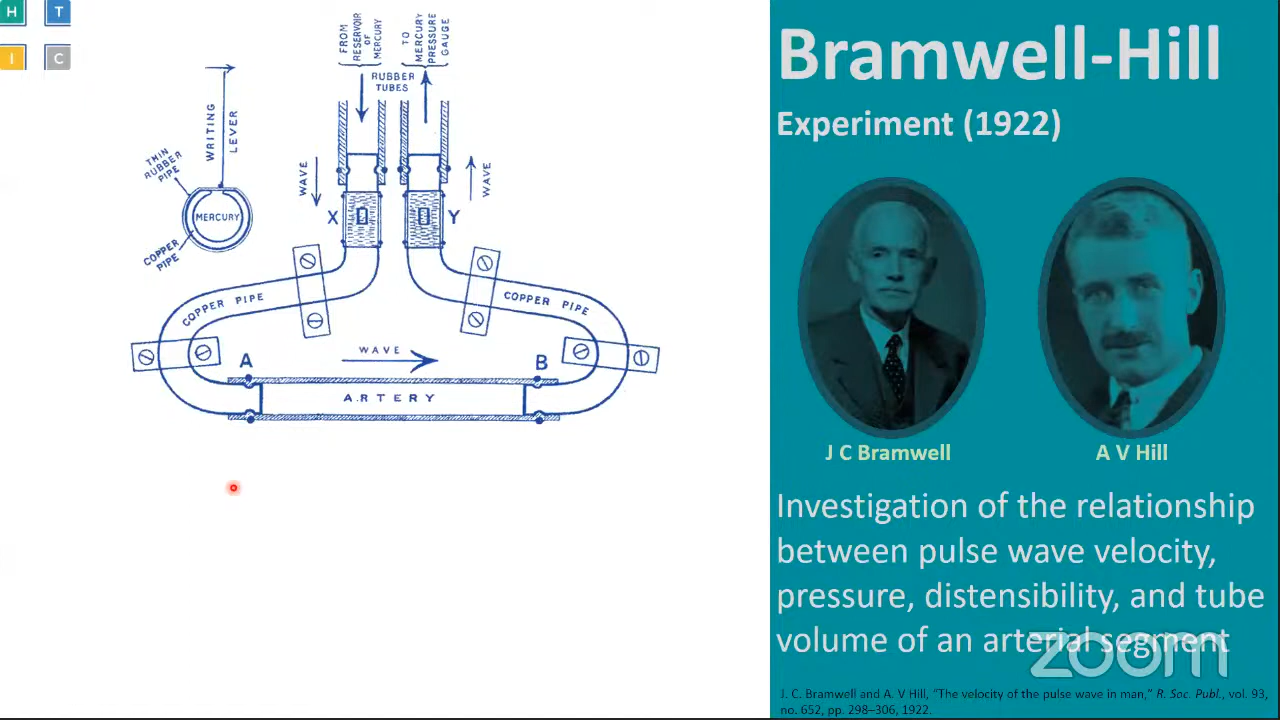 H T
I C
FROM
RESERVOIR
OF
MERCURY
TO
MERCURY
PRESSURE
GAUGE
RUBBER
TUBES
WRITING
LEVER
THIN
RUBBER
PIPE
MERCURY
COPPER
PIPE
WAVE
WAVE
X
Y
COPPER PIPE
COPPER PIPE
A
WAVE
B
ARTERY
Bramwell-Hill
Experiment (1922)
J C Bramwell
A V Hill
Investigation of the relationship
between pulse wave velocity,
pressure, distensibility, and tube
volume of an arterial segment
zoom
J. C. Bramwell and A. V Hill, “The velocity of the pulse wave in man,” R. Soc. Publ., vol. 93,
no. 652, pp. 298–306, 1922.